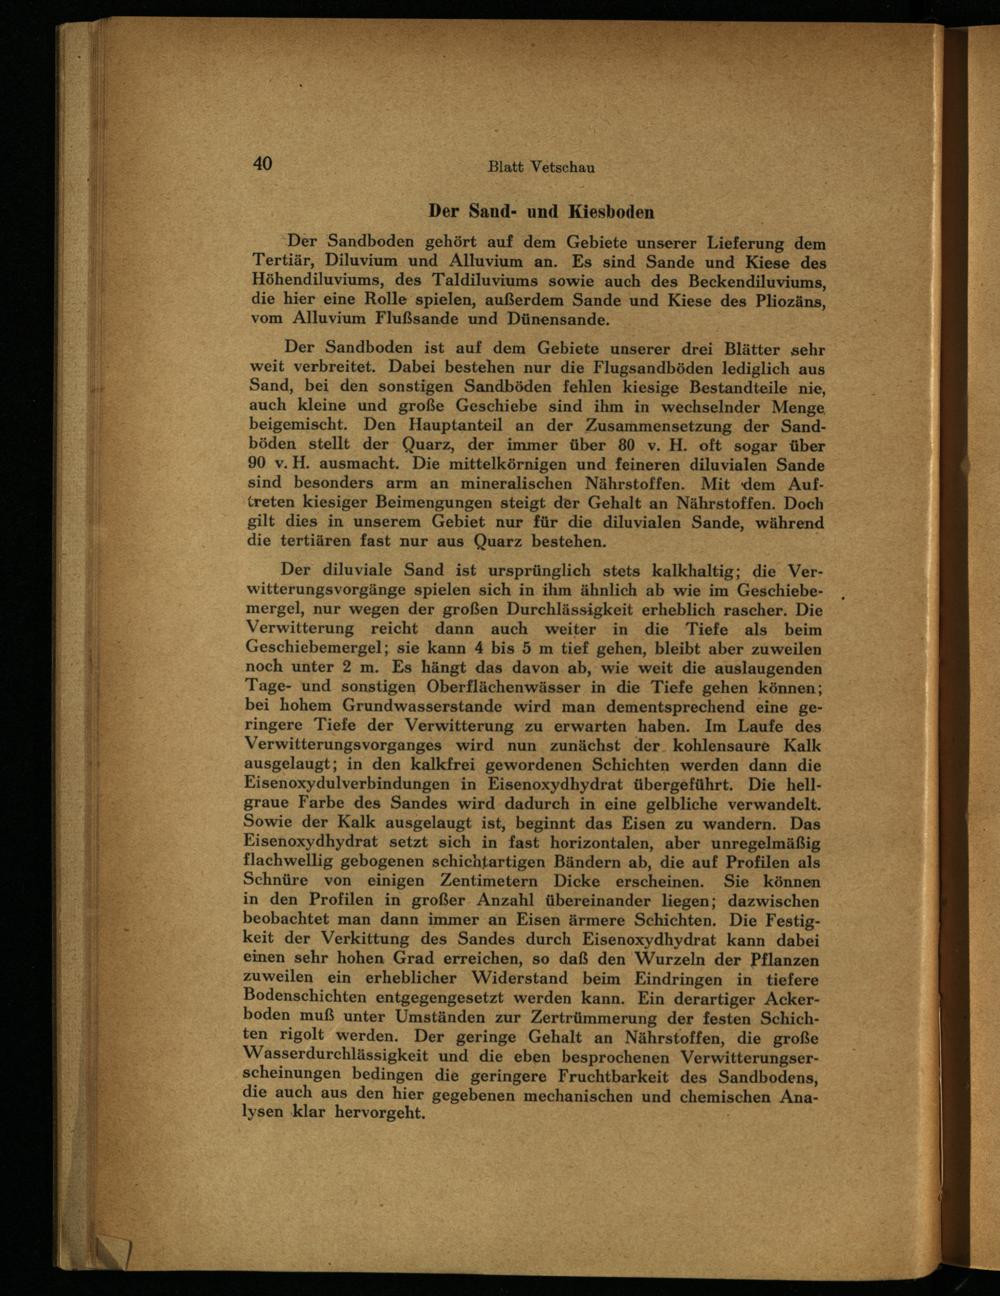 40
Blatt Vetschau
Der Sand- und Kiesboden
Der Sandboden gehört auf dem Gebiete unserer Lieferung dem
Tertiär, Diluvium und Alluvium an. Es sind Sande und Kiese des
Höhendiluviums, des Taldiluviums sowie auch des Beckendiluviums,
die hier eine Rolle spielen, außerdem Sande und Kiese des Pliozäns,
vom Alluvium Flußsande und Dünensande.
Der Sandboden ist auf dem Gebiete unserer drei Blätter sehr
weit verbreitet. Dabei bestehen nur die Flugsandböden lediglich aus
Sand, bei den sonstigen Sandböden fehlen kiesige Bestandteile nie,
auch kleine und große Geschiebe sind ihm in wechselnder Menge
beigemischt. Den Hauptanteil an der Zusammensetzung der Sand-
böden stellt der Quarz, der immer über 80 v. H. oft sogar über
90 v. H. ausmacht. Die mittelkörnigen und feineren diluvialen Sande
sind besonders arm an mineralischen Nährstoffen. Mit dem Auf-
treten kiesiger Beimengungen steigt der Gehalt an Nährstoffen. Doch
gilt dies in unserem Gebiet nur für die diluvialen Sande, während
die tertiären fast nur aus Quarz bestehen.
Der diluviale Sand ist ursprünglich stets kalkhaltig; die Ver-
witterungsvorgänge spielen sich in ihm ähnlich ab wie im Geschiebe-
mergel, nur wegen der großen Durchlässigkeit erheblich rascher. Die
Verwitterung reicht dann auch weiter in die Tiefe als beim
Geschiebemergel; sie kann 4 bis 5 m tief gehen, bleibt aber zuweilen
noch unter 2 m. Es hängt das davon ab, wie weit die auslaugenden
Tage- und sonstigen Oberflächenwässer in die Tiefe gehen können;
bei hohem Grundwasserstande wird man dementsprechend eine ge-
ringere Tiefe der Verwitterung zu erwarten haben. Im Laufe des
Verwitterungsvorganges wird nun zunächst der kohlensaure Kalk
ausgelaugt; in den kalkfrei gewordenen Schichten werden dann die
Eisenoxydulverbindungen in Eisenoxydhydrat übergeführt. Die hell-
graue Farbe des Sandes wird dadurch in eine gelbliche verwandelt.
Sowie der Kalk ausgelaugt ist, beginnt das Eisen zu wandern. Das
Eisenoxydhydrat setzt sich in fast horizontalen, aber unregelmäßig
flachwellig gebogenen schichtartigen Bändern ab, die auf Profilen als
Schnüre von einigen Zentimetern Dicke erscheinen. Sie können
in den Profilen in großer Anzahl übereinander liegen; dazwischen
beobachtet man dann immer an Eisen ärmere Schichten. Die Festig-
keit der Verkittung des Sandes durch Eisenoxydhydrat kann dabei
einen sehr hohen Grad erreichen, so daß den Wurzeln der Pflanzen
zuweilen ein erheblicher Widerstand beim Eindringen in tiefere
Bodenschichten entgegengesetzt werden kann. Ein derartiger Acker-
boden muß unter Umständen zur Zertrümmerung der festen Schich-
ten rigolt werden. Der geringe Gehalt an Nährstoffen, die große
Wasserdurchlässigkeit und die eben besprochenen Verwitterungser-
scheinungen bedingen die geringere Fruchtbarkeit des Sandbodens,
die auch aus den hier gegebenen mechanischen und chemischen Ana-
lysen klar hervorgeht.